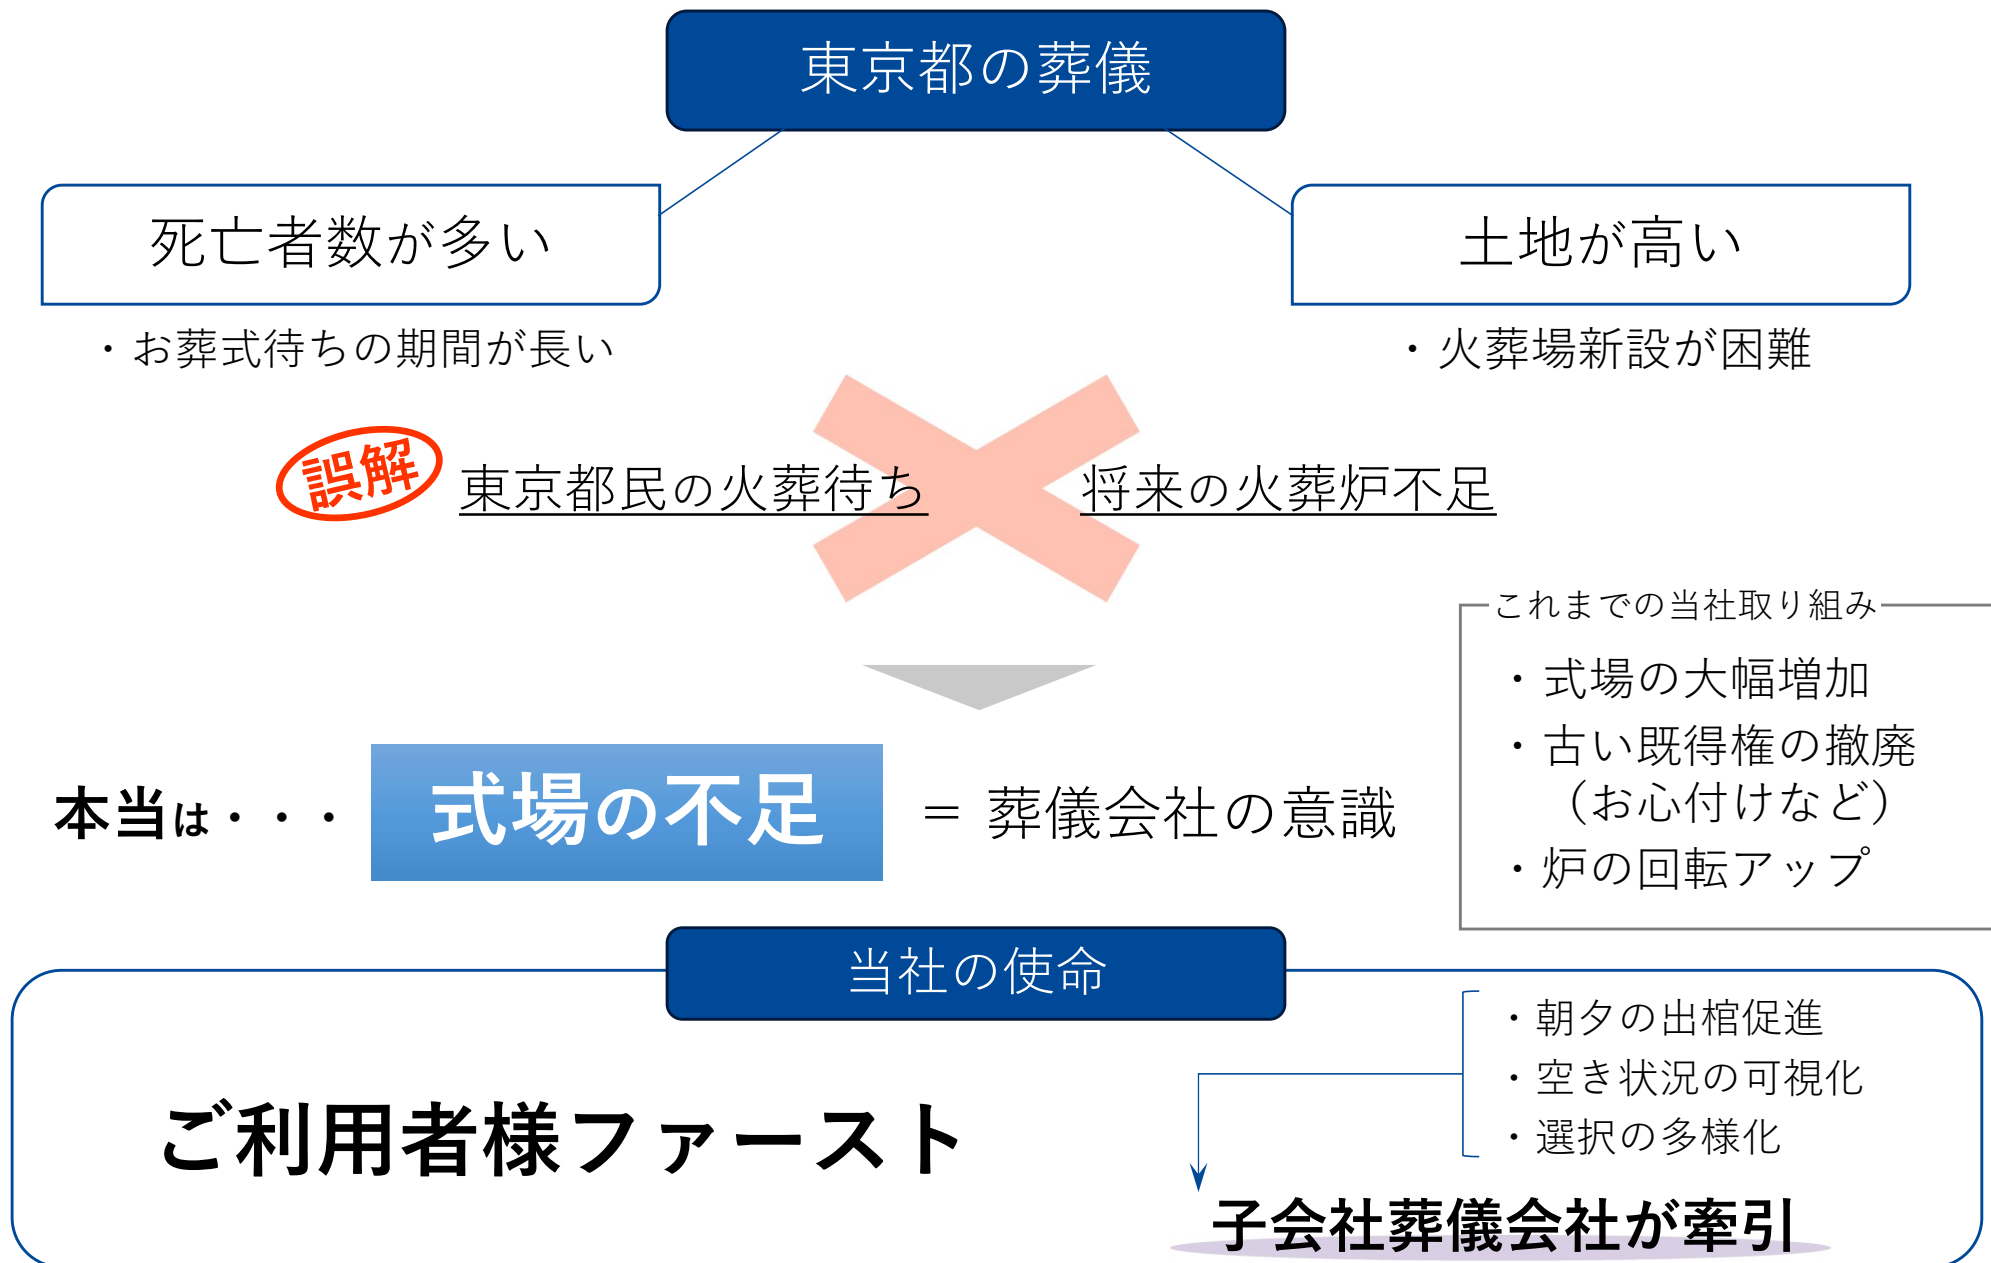 東京都の葬儀
死亡者数が多い
土地が高い
・お葬式待ちの期間が長い
・火葬場新設が困難
誤解
東京都民の火葬待ち
将来の火葬炉不足
これまでの当社取り組み
・式場の大幅増加
・古い既得権の撤廃
（お心付けなど）
・炉の回転アップ
本当は・・・
式場の不足
＝ 葬儀会社の意識
当社の使命
ご利用者様ファースト
・朝夕の出棺促進
・空き状況の可視化
・選択の多様化
子会社葬儀会社が牽引